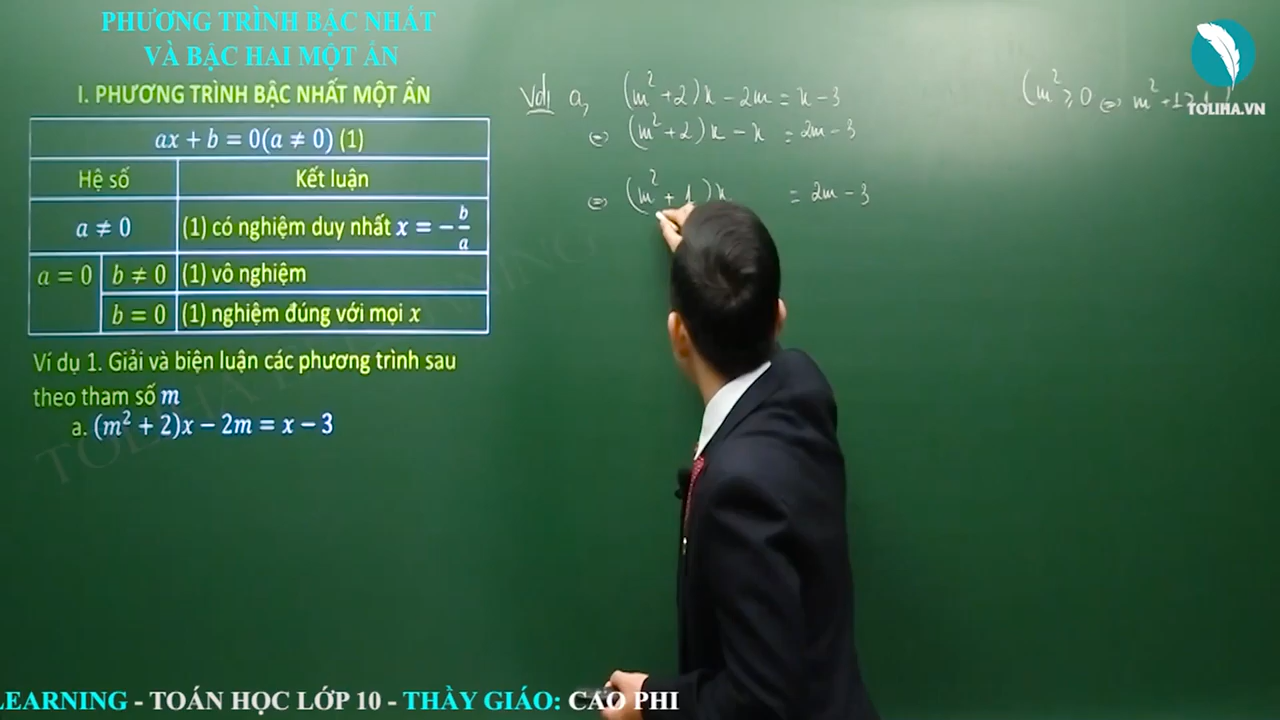 PHƯƠNG TRÌNH BẬC NHẤT
VÀ BẬC HAI MỘT ẨN
I. PHƯƠNG TRÌNH BẬC NHẤT MỘT ẨN
ax + b = 0(a ≠ 0) (1)
Hệ số Kết luận
a ≠ 0 (1) có nghiệm duy nhất x = −b/a
a = 0 b ≠ 0 (1) vô nghiệm
b = 0 (1) nghiệm đúng với mọi x
Ví dụ 1. Giải và biện luận các phương trình sau
theo tham số m
a. (m² + 2)x − 2m = x − 3
Với a, (m² + 2)x − 2m = x − 3
⇔ (m² + 2)x − x = 2m − 3
⇔ (m² + 1)x = 2m − 3
(m² ≥ 0 ⇔ m² + 1 ≥
TOLIHA.VN
LEARNING - TOÁN HỌC LỚP 10 - THẦY GIÁO: CAO PHI